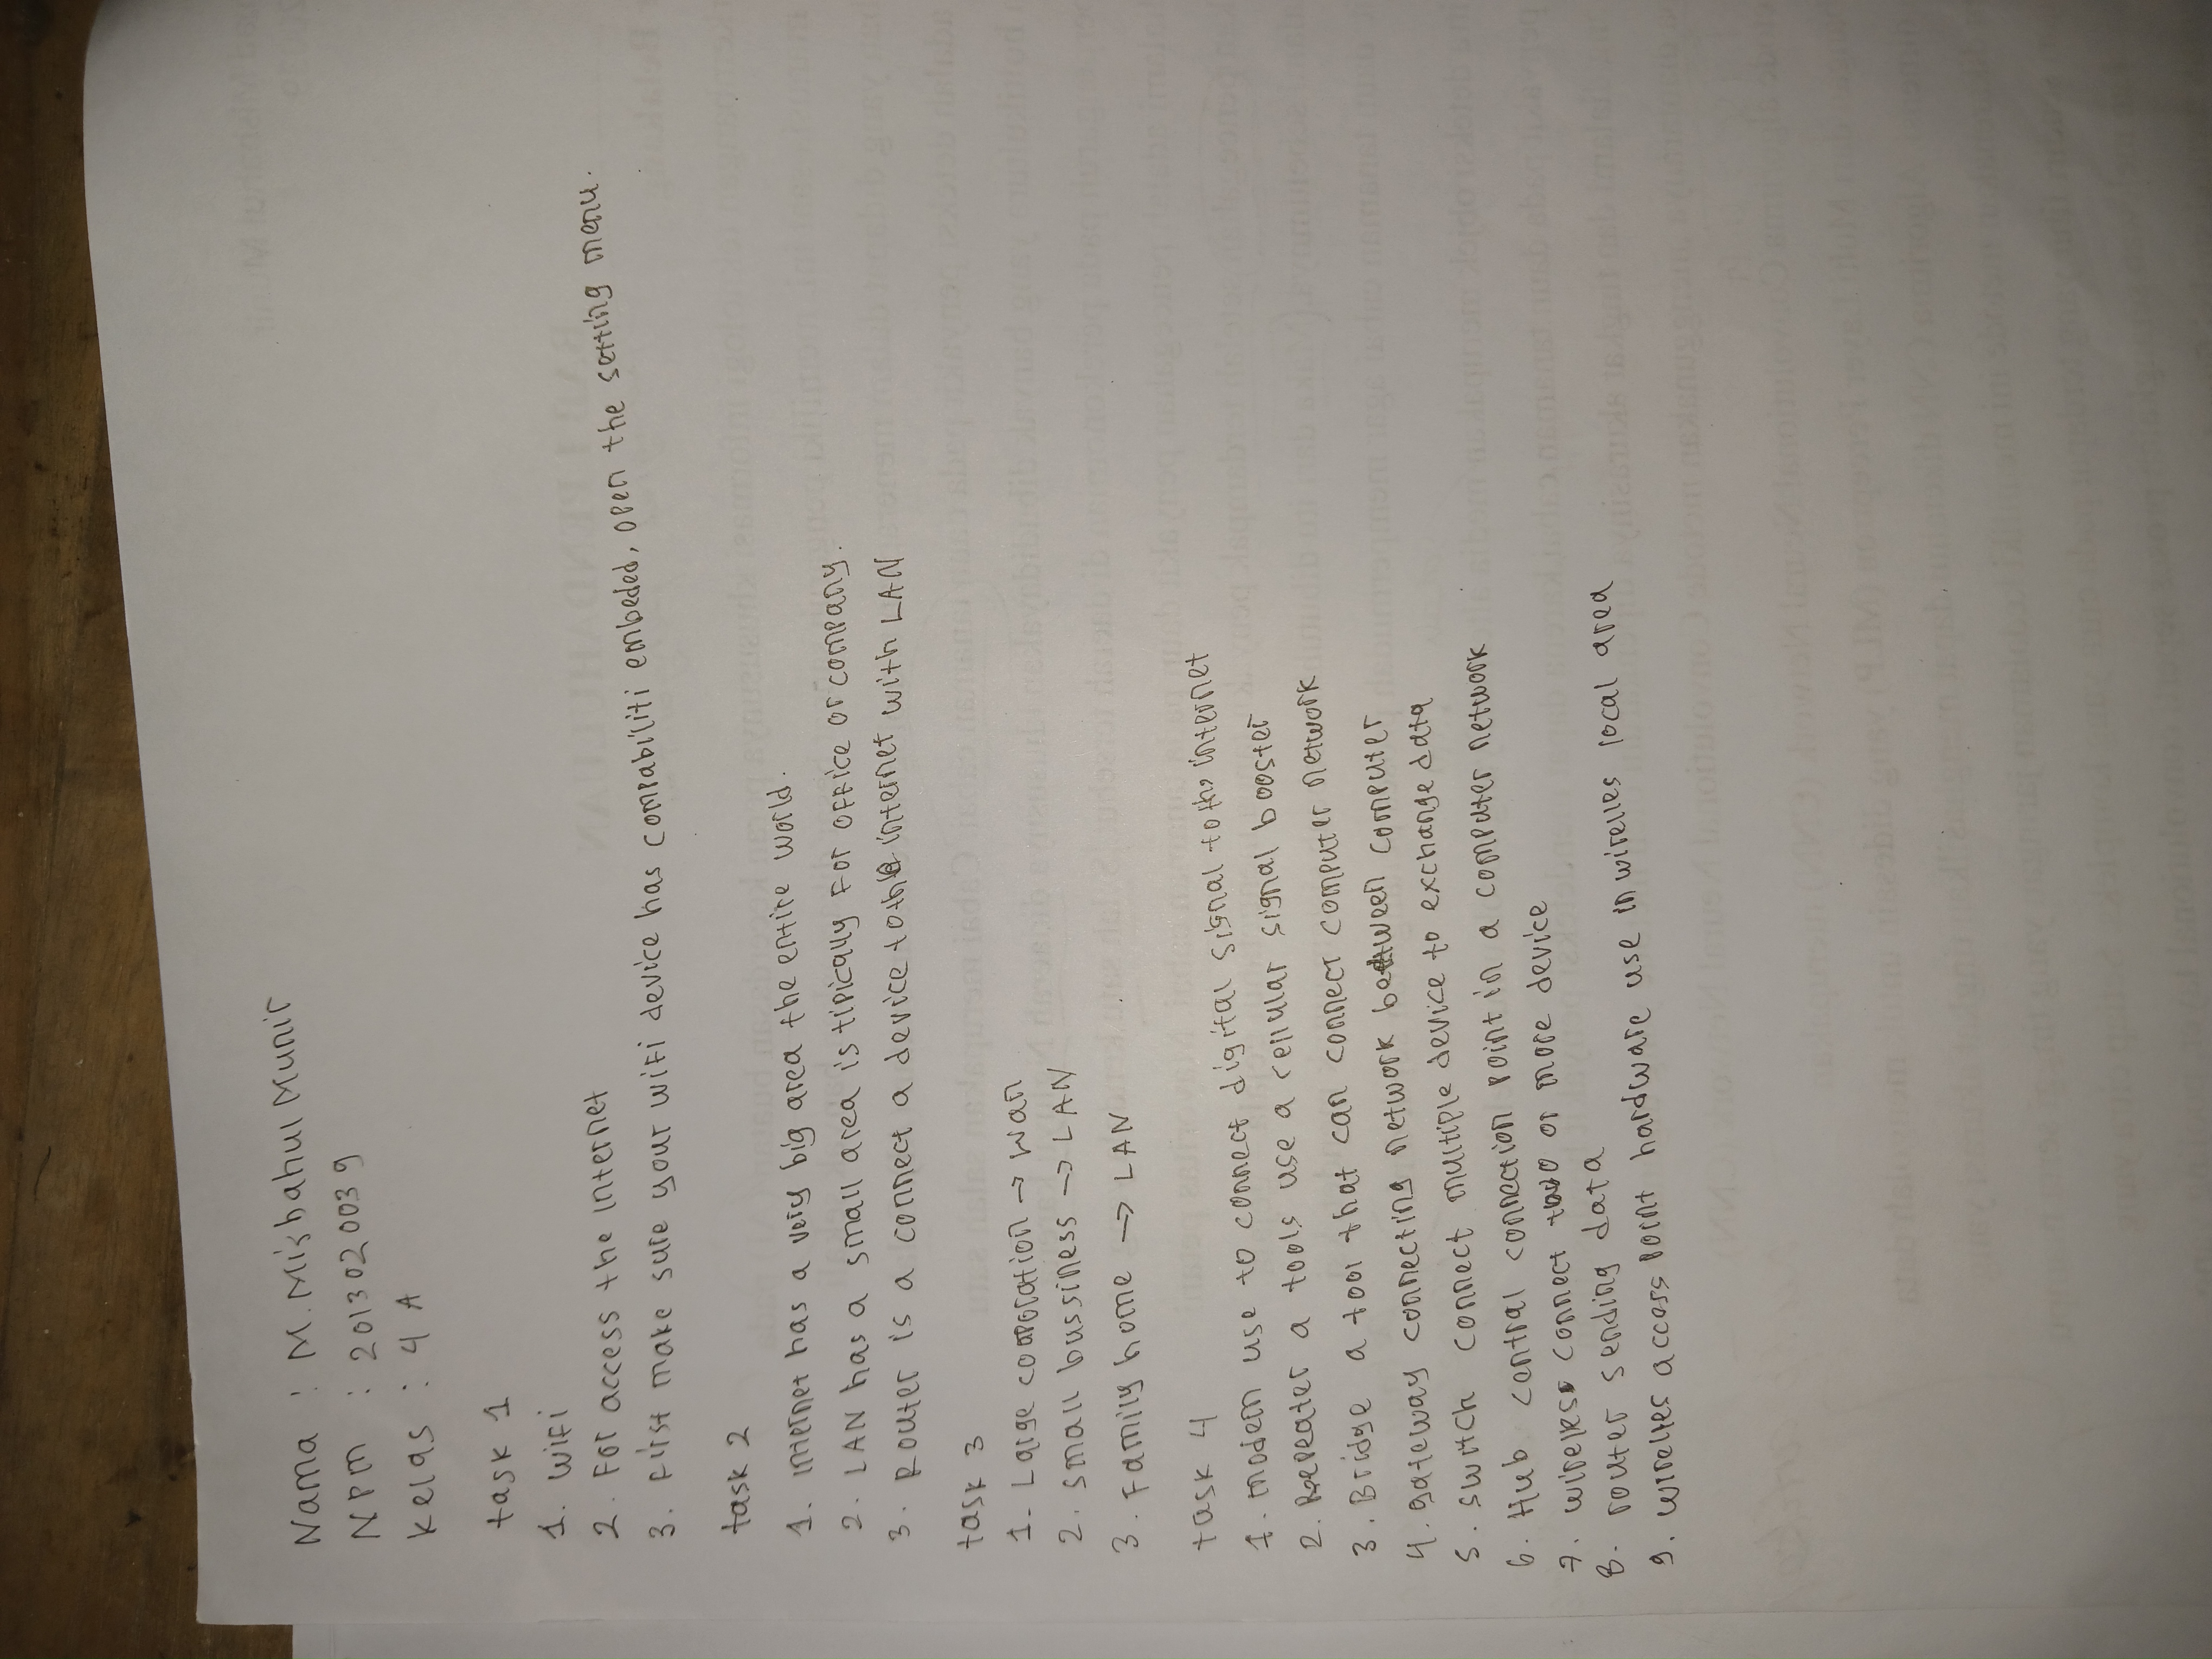 Nama : M. Misbahul Munir
NPM : 2013020039
Kelas : 4 A
task 1
1. Wifi
2. For access the internet
3. First make sure your wifi device has compabiliti embeded, open the setting menu.
task 2
1. internet has a very big area the entire world.
2. LAN has a small area is tipically for office or company.
3. Router is a connect a device to the internet with LAN
task 3
1. Large cooporation → wan
2. small bussiness → LAN
3. Family home → LAN
task 4
1. modem use to connect digital signal to the internet
2. Repeater a tools use a cellular signal booster
3. Bridge a tool that can connect computer network
4. gateway connecting network between computer
5. switch connect multiple device to exchange data
6. Hub central connection point in a computer network
7. wireless connect two or more device
8. router sending data
9. wirelles access point hardware use in wirelles local area